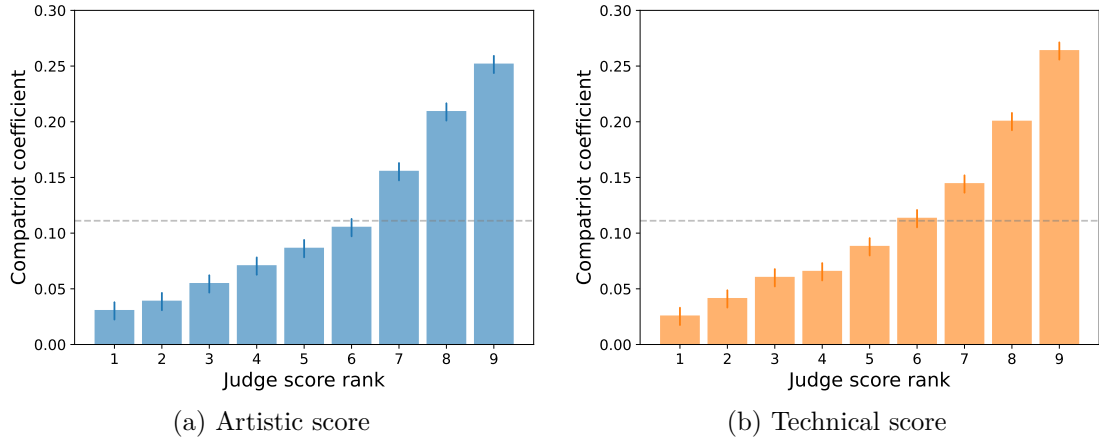 0.30
0.25
0.20
0.15
0.10
0.05
0.00
Compatriot coefficient
1 2 3 4 5 6 7 8 9
Judge score rank
(a) Artistic score
0.30
0.25
0.20
0.15
0.10
0.05
0.00
Compatriot coefficient
1 2 3 4 5 6 7 8 9
Judge score rank
(b) Technical score